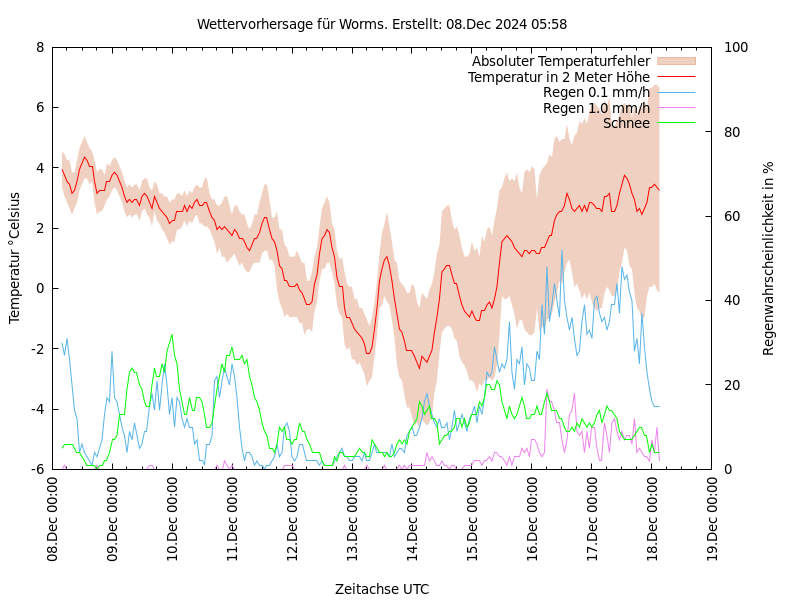 Wettervorhersage für Worms. Erstellt: 08.Dec 2024 05:58
Absoluter Temperaturfehler
Temperatur in 2 Meter Höhe
Regen 0.1 mm/h
Regen 1.0 mm/h
Schnee
Temperatur °Celsius
8
6
4
2
0
-2
-4
-6
100
80
60
40
20
0
Regenwahrscheinlichkeit in %
08.Dec 00:00
09.Dec 00:00
10.Dec 00:00
11.Dec 00:00
12.Dec 00:00
13.Dec 00:00
14.Dec 00:00
15.Dec 00:00
16.Dec 00:00
17.Dec 00:00
18.Dec 00:00
19.Dec 00:00
Zeitachse UTC